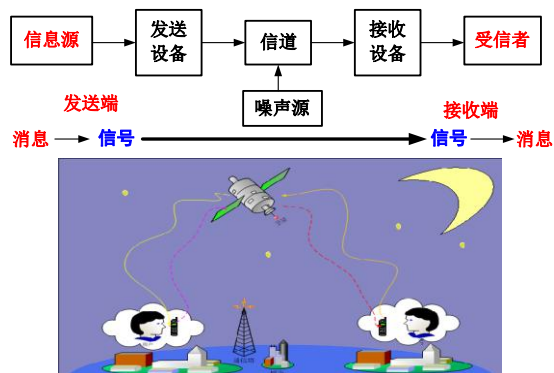 信息源
发送
设备
信道
接收
设备
受信者
噪声源
发送端
接收端
消息
信号
信号
消息